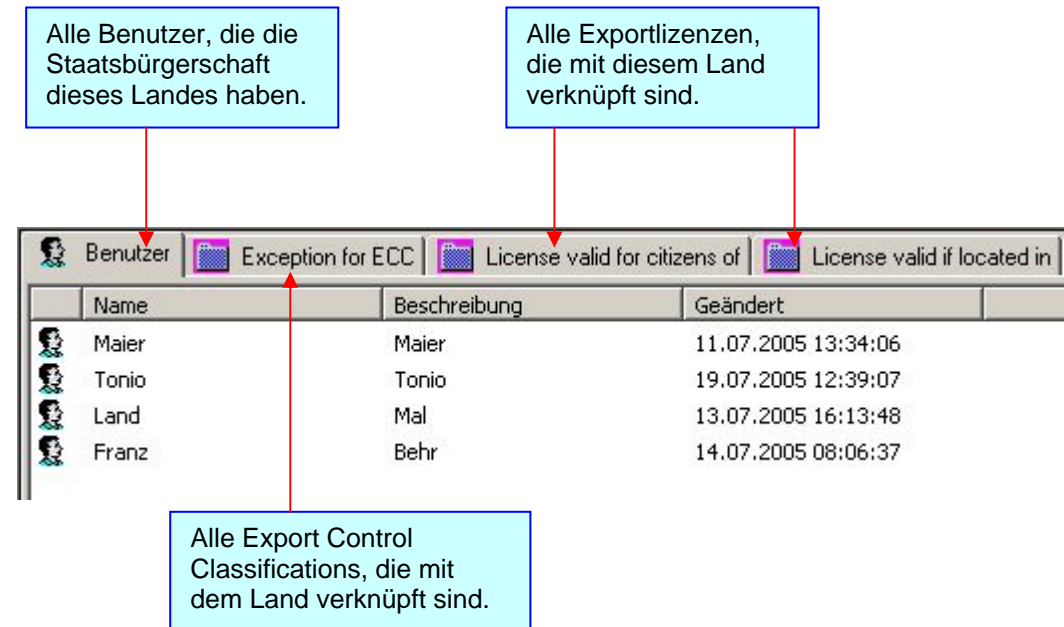 Alle Benutzer, die die
Staatsbürgerschaft
dieses Landes haben.
Alle Exportlizenzen,
die mit diesem Land
verknüpft sind.
Benutzer Exception for ECC License valid for citizens of License valid if located in
Name Beschreibung Geändert
Maier Maier 11.07.2005 13:34:06
Tonio Tonio 19.07.2005 12:39:07
Land Mal 13.07.2005 16:13:48
Franz Behr 14.07.2005 08:06:37
Alle Export Control
Classifications, die mit
dem Land verknüpft sind.